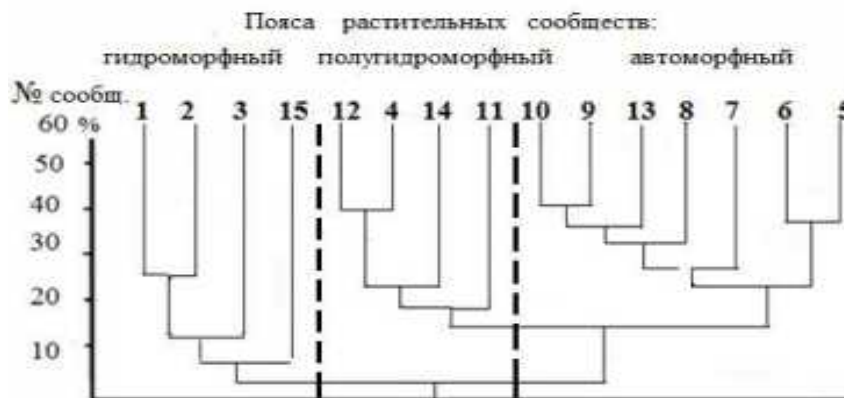 Пояса растительных сообществ:
гидроморфный полугидроморфный автоморфный
№ сообщ.
1 2 3 15 12 4 14 11 10 9 13 8 7 6 5
60 %
50
40
30
20
10